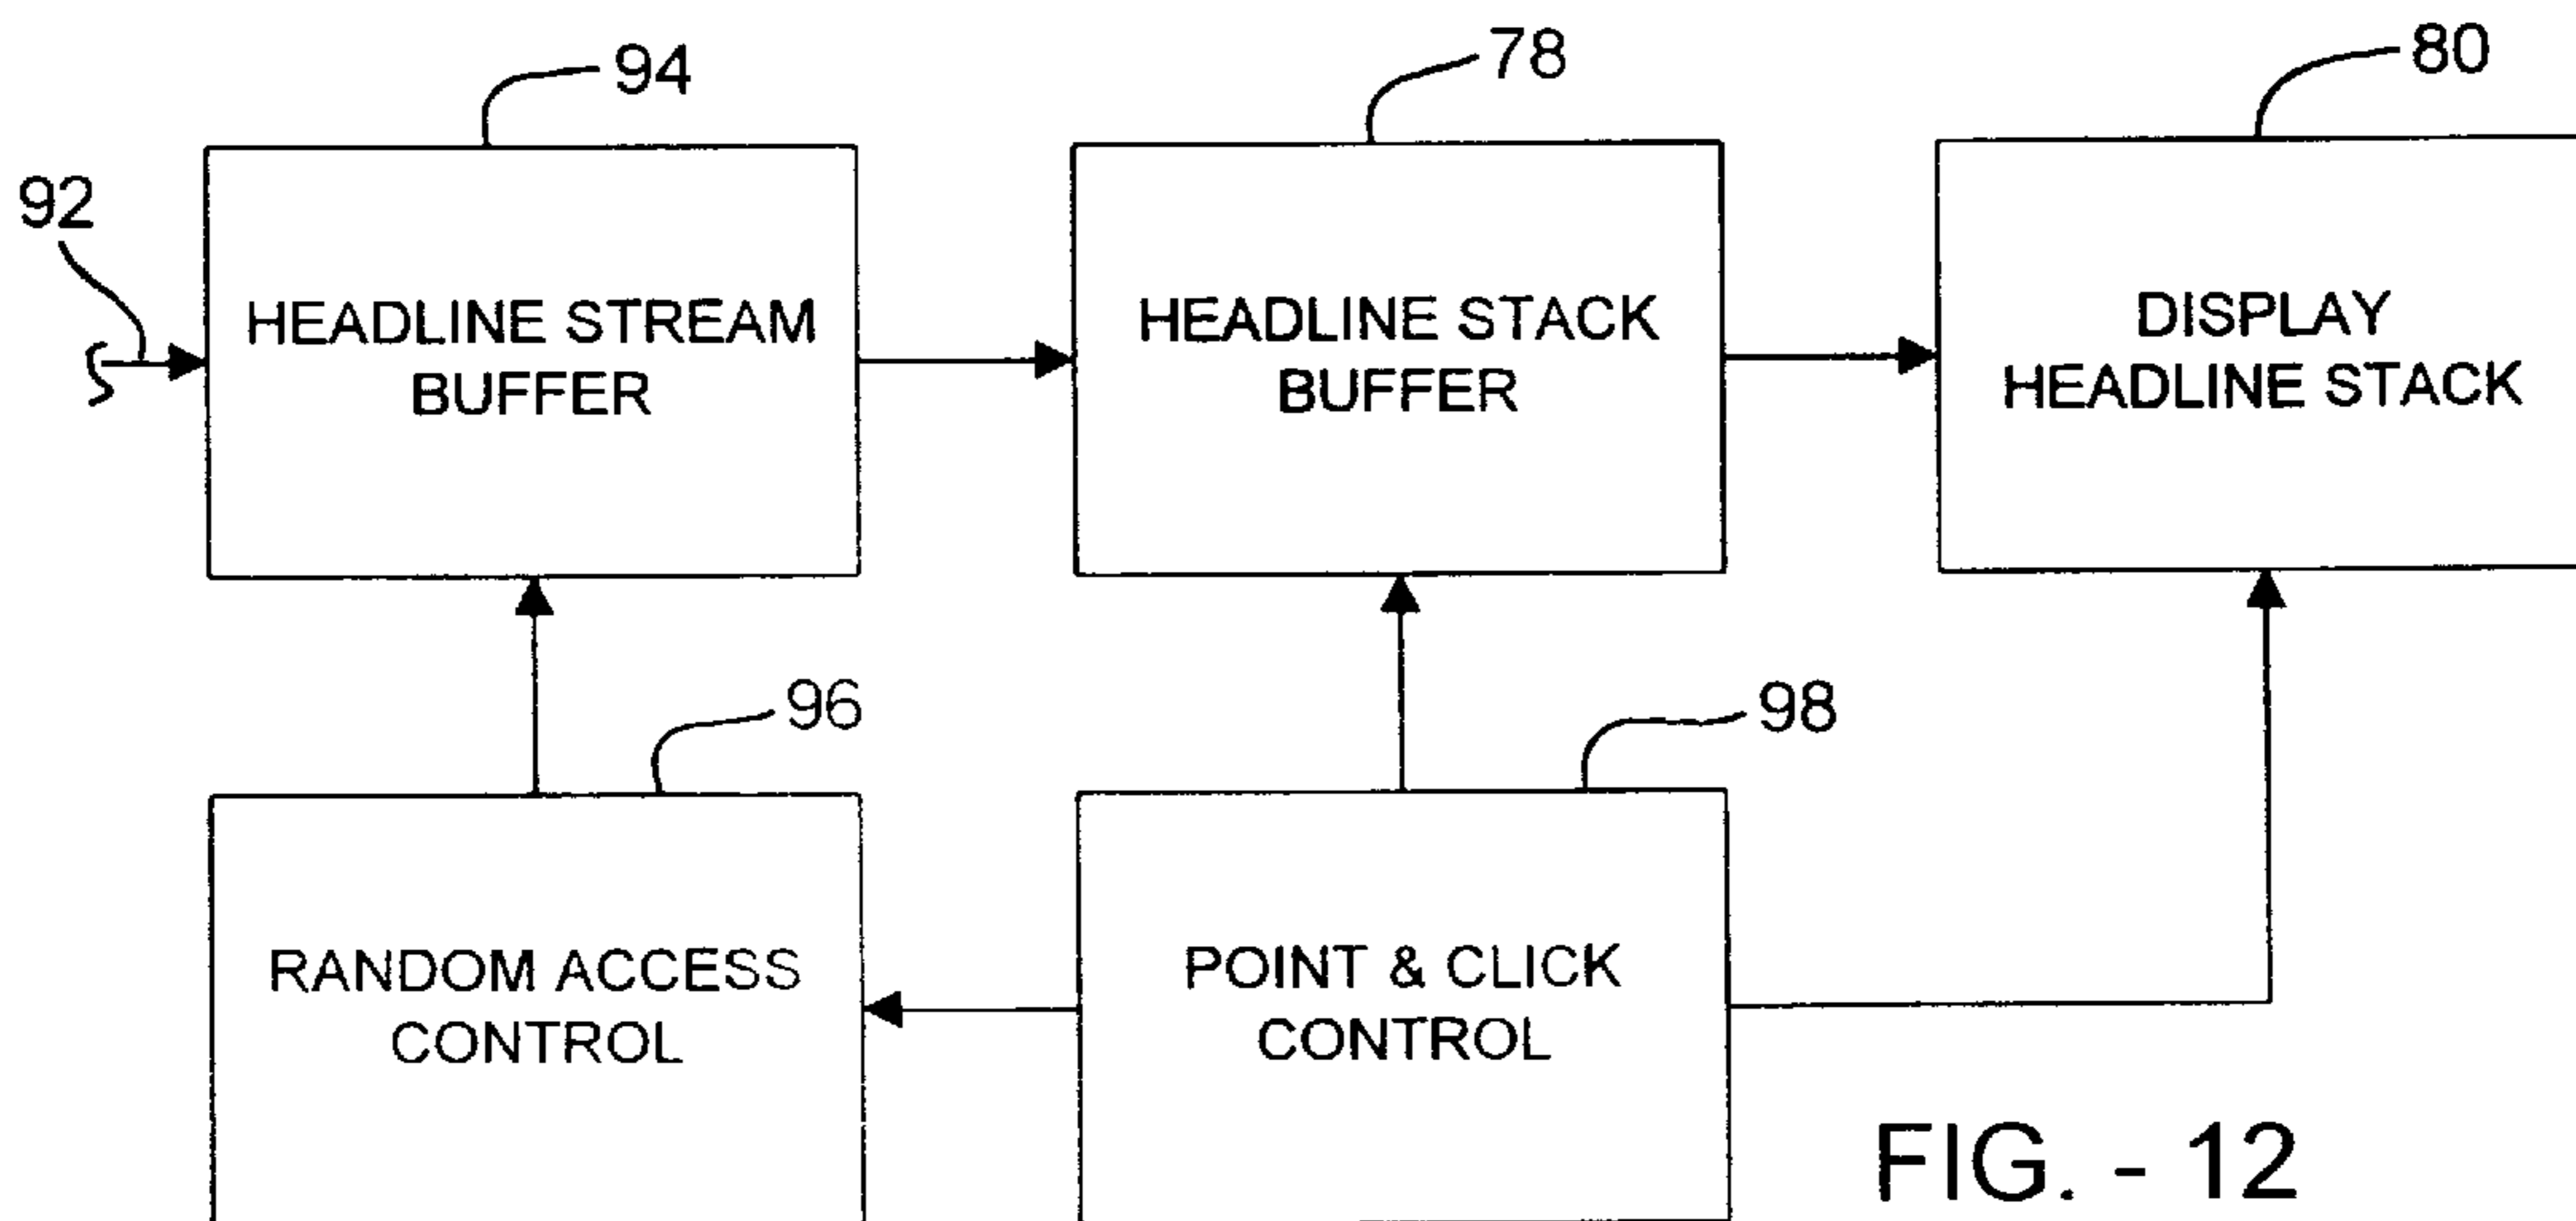 94
78
80
92
HEADLINE STREAM
BUFFER
HEADLINE STACK
BUFFER
DISPLAY
HEADLINE STACK
96
98
RANDOM ACCESS
CONTROL
POINT & CLICK
CONTROL
FIG. - 12